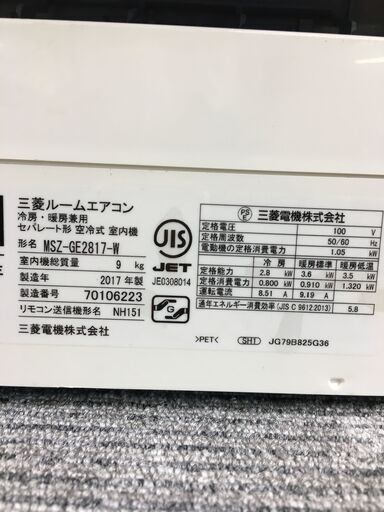 三菱ルームエアコン
冷房・暖房兼用
セパレート形 空冷式 室内機
形名 MSZ-GE2817-W
室内機総質量 9 kg
製造年 2017 年製
製造番号 70106223
リモコン送信機形名 NH151
三菱電機株式会社
JIS
JET
JE0308014
G
PS
E
三菱電機株式会社
定格電圧 100 V
定格周波数 50/60 Hz
電動機の定格消費電力 1.05 kW
冷房 暖房標準 暖房低温
定格能力 2.8 kW 3.6 kW 3.5 kW
定格消費電力 0.800 kW 0.910 kW 1.320 kW
運転電流 8.51 A 9.19 A
通年エネルギー消費効率(JIS C 9612:2013) 5.8
>PET< SH1 JG79B825G36